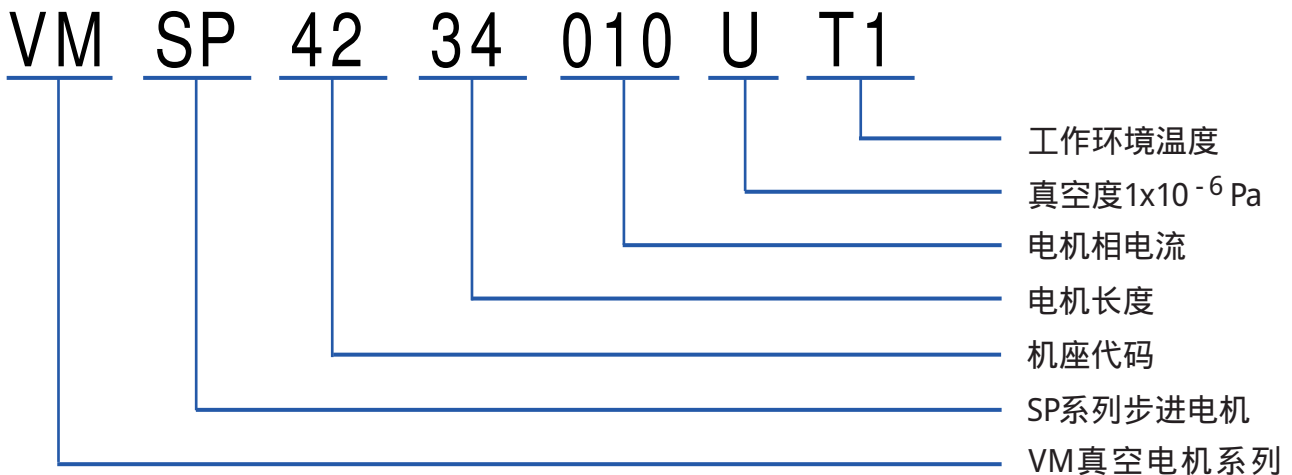 VM SP 42 34 010 U T1
工作环境温度
真空度1x10⁻⁶Pa
电机相电流
电机长度
机座代码
SP系列步进电机
VM真空电机系列